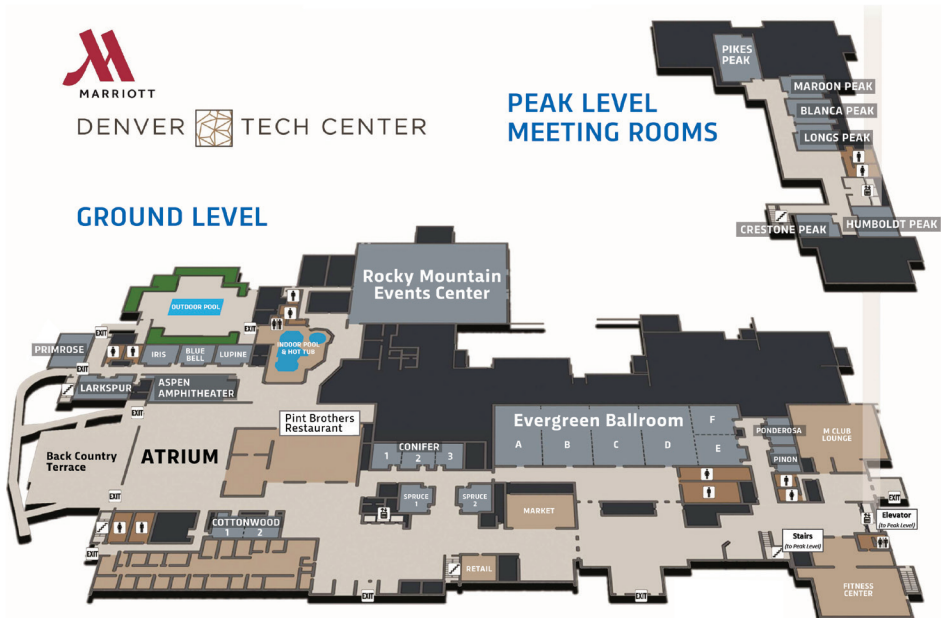 MARRIOTT
DENVER TECH CENTER
PEAK LEVEL
MEETING ROOMS
PIKES
PEAK
MAROON PEAK
BLANCA PEAK
LONGS PEAK
CRESTONE PEAK
HUMBOLDT PEAK
GROUND LEVEL
Rocky Mountain
Events Center
OUTDOOR POOL
EXIT
EXIT
INDOOR POOL
& HOT TUB
PRIMROSE
IRIS
BLUE
BELL
LUPINE
EXIT
LARKSPUR
ASPEN
AMPHITHEATER
EXIT
Pint Brothers
Restaurant
Evergreen Ballroom
A
B
C
D
E
F
PONDEROSA
M CLUB
LOUNGE
PINON
Back Country
Terrace
ATRIUM
CONIFER
1
2
3
SPRUCE
1
SPRUCE
2
MARKET
EXIT
EXIT
COTTONWOOD
1 2
EXIT
Elevator
(to Peak Level)
Stairs
(to Peak Level)
RETAIL
FITNESS
CENTER
EXIT
EXIT